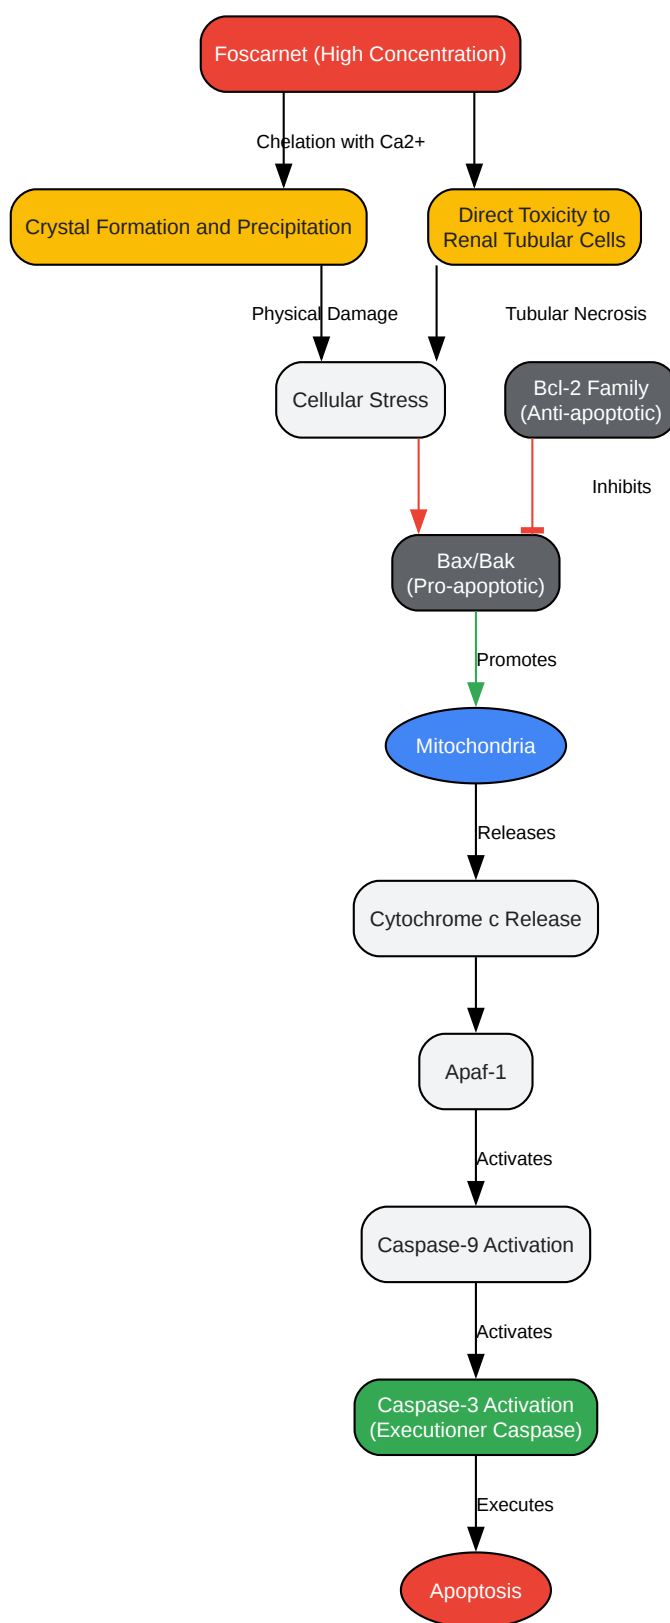 Foscarnet (High Concentration)
Chelation with Ca2+
Crystal Formation and Precipitation
Direct Toxicity to
Renal Tubular Cells
Physical Damage
Tubular Necrosis
Cellular Stress
Bcl-2 Family
(Anti-apoptotic)
Inhibits
Bax/Bak
(Pro-apoptotic)
Promotes
Mitochondria
Releases
Cytochrome c Release
Apaf-1
Activates
Caspase-9 Activation
Activates
Caspase-3 Activation
(Executioner Caspase)
Executes
Apoptosis